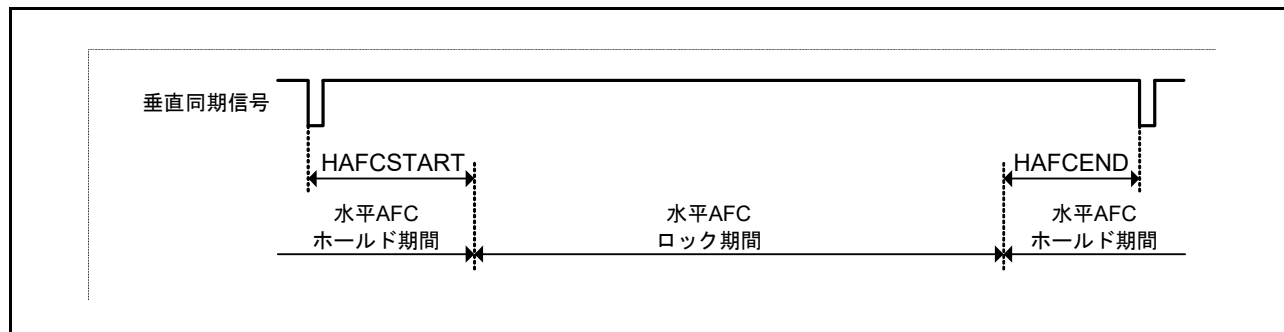 垂直同期信号
HAFCSTART
HAFCEND
水平AFC
ホールド期間
水平AFC
ロック期間
水平AFC
ホールド期間